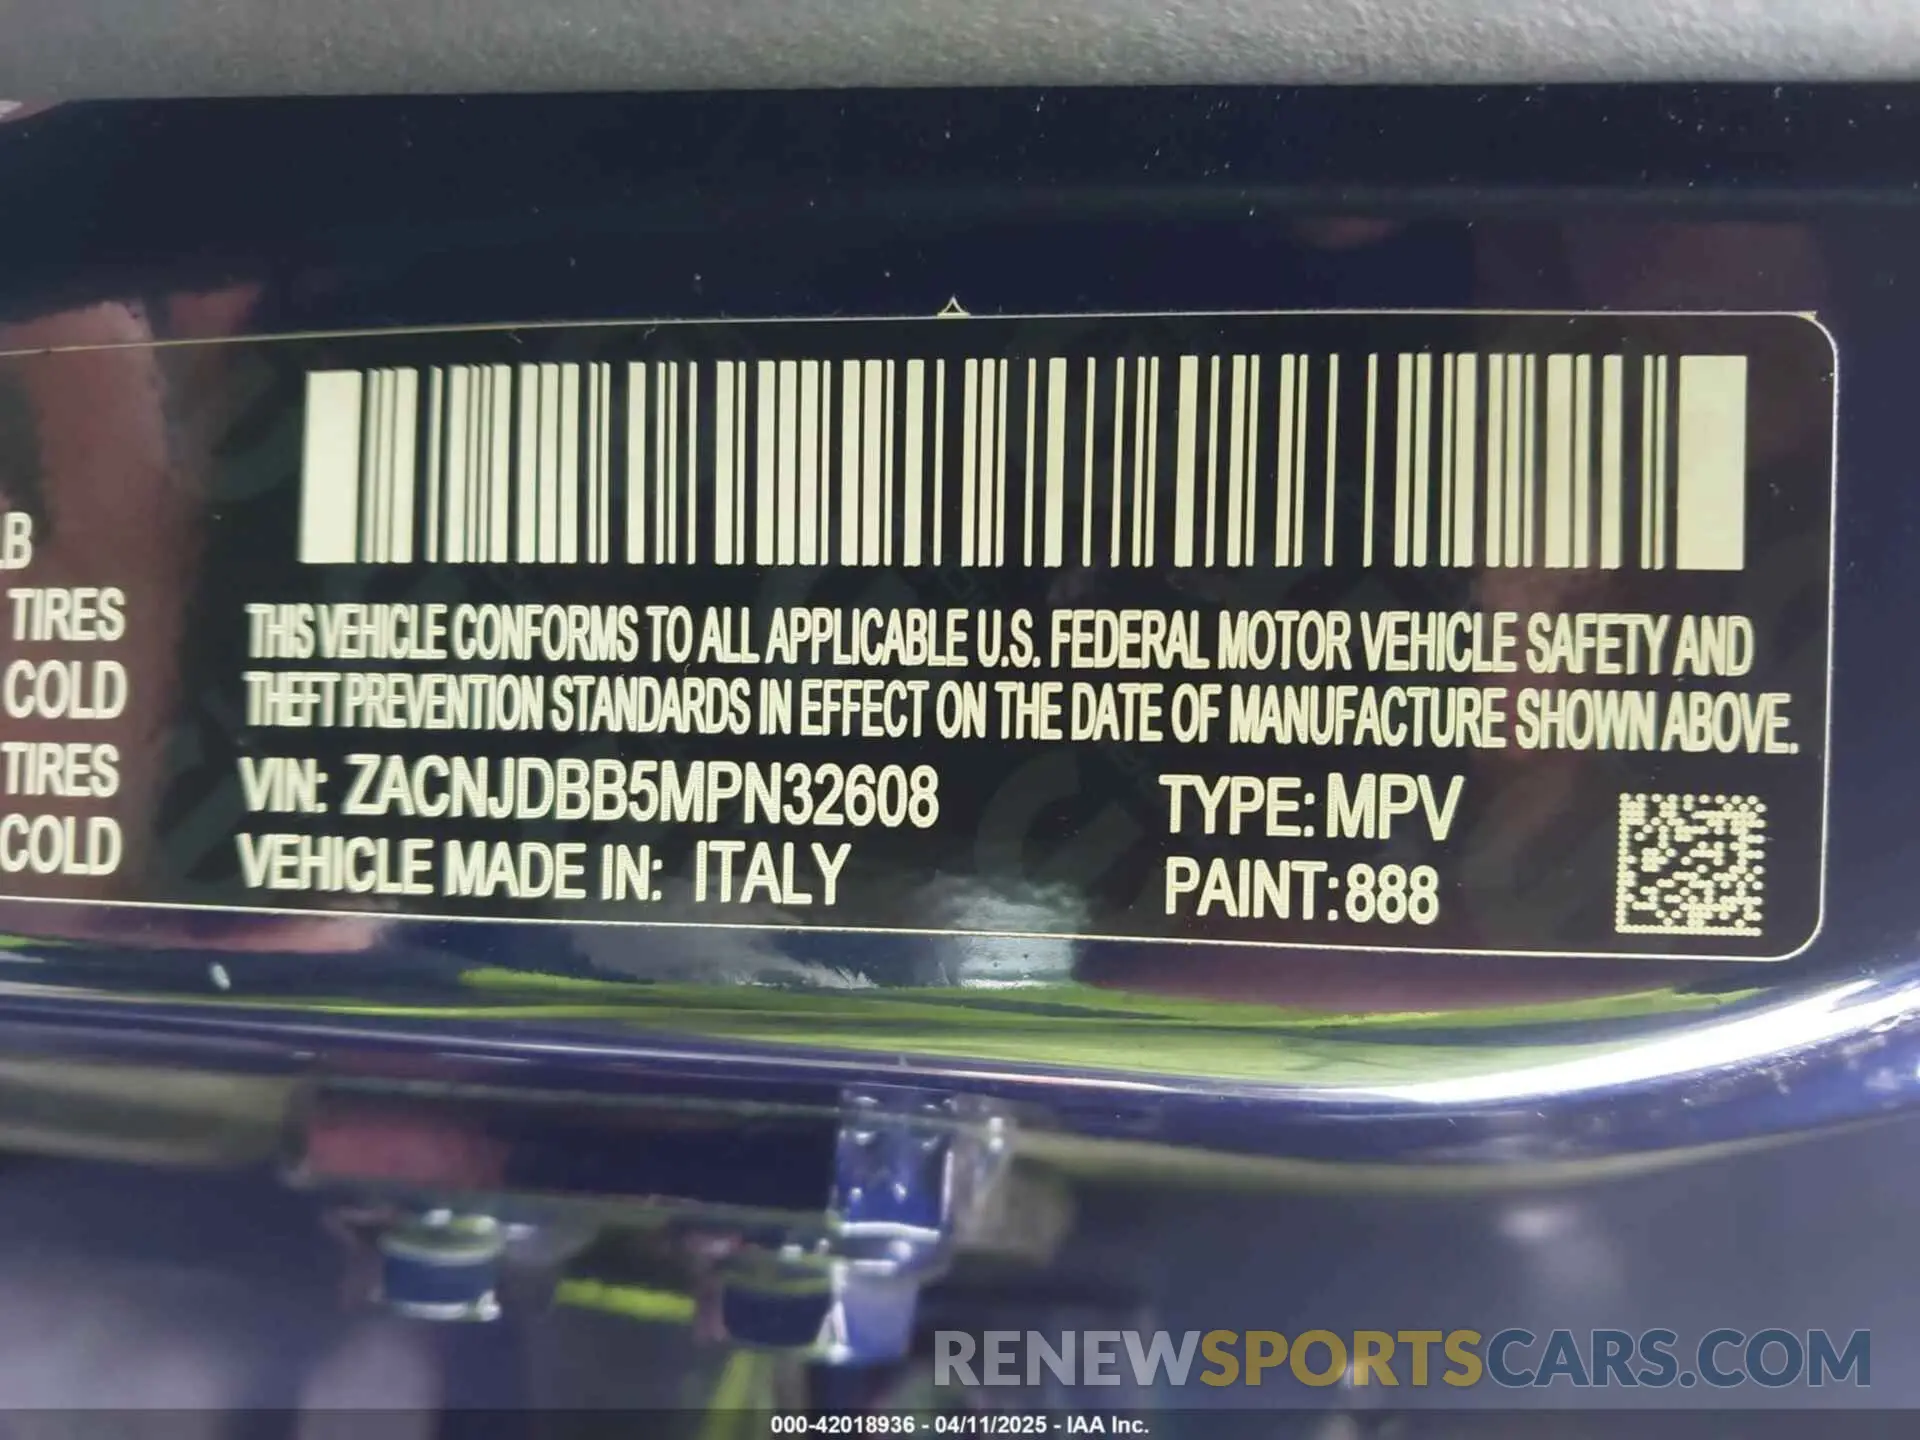 LB
TIRES
COLD
TIRES
COLD
THIS VEHICLE CONFORMS TO ALL APPLICABLE U.S. FEDERAL MOTOR VEHICLE SAFETY AND
THEFT PREVENTION STANDARDS IN EFFECT ON THE DATE OF MANUFACTURE SHOWN ABOVE.
VIN: ZACNJDBB5MPN32608 TYPE: MPV
VEHICLE MADE IN: ITALY PAINT: 888
RENEWSPORTSCARS.COM
000-42018936 - 04/11/2025 - IAA Inc.